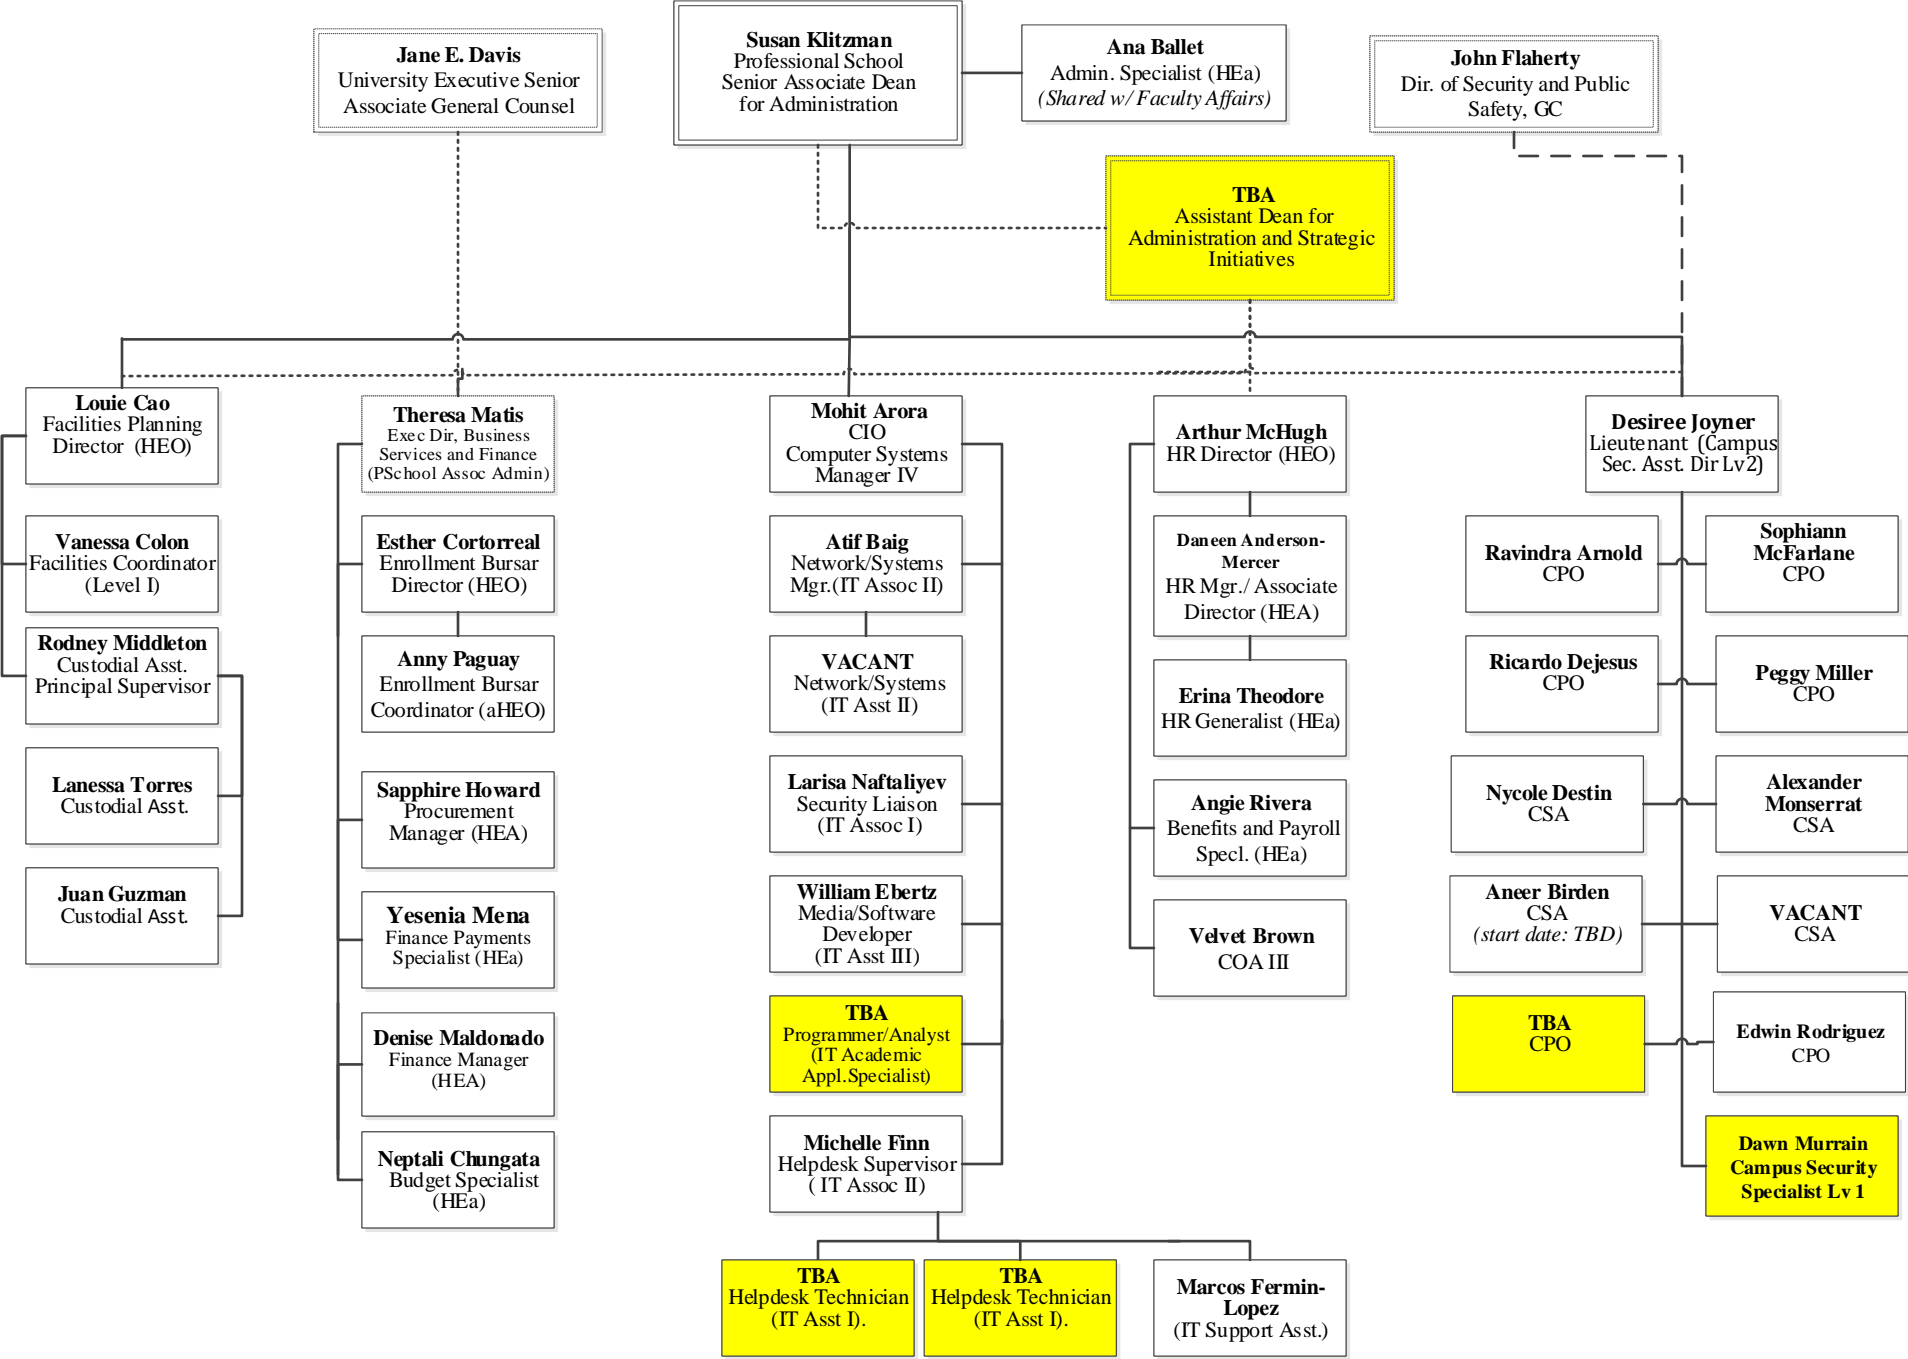 Jane E. Davis
University Executive Senior
Associate General Counsel
Susan Klitzman
Professional School
Senior Associate Dean
for Administration
Ana Ballet
Admin. Specialist (HEa)
(Shared w/ Faculty Affairs)
John Flaherty
Dir. of Security and Public
Safety, GC
TBA
Assistant Dean for
Administration and Strategic
Initiatives
Louie Cao
Facilities Planning
Director (HEO)
Vanessa Colon
Facilities Coordinator
(Level I)
Rodney Middleton
Custodial Asst.
Principal Supervisor
Lanessa Torres
Custodial Asst.
Juan Guzman
Custodial Asst.
Theresa Matis
Exec Dir, Business
Services and Finance
(PSchool Assoc Admin)
Esther Cortorreal
Enrollment Bursar
Director (HEO)
Anny Paguay
Enrollment Bursar
Coordinator (aHEO)
Sapphire Howard
Procurement
Manager (HEA)
Yesenia Mena
Finance Payments
Specialist (HEa)
Denise Maldonado
Finance Manager
(HEA)
Neptali Chungata
Budget Specialist
(HEa)
Mohit Arora
CIO
Computer Systems
Manager IV
Atif Baig
Network/Systems
Mgr.(IT Assoc II)
VACANT
Network/Systems
(IT Asst II)
Larisa Naftaliyev
Security Liaison
(IT Assoc I)
William Ebertz
Media/Software
Developer
(IT Asst III)
TBA
Programmer/Analyst
(IT Academic
Appl.Specialist)
Michelle Finn
Helpdesk Supervisor
( IT Assoc II)
TBA
Helpdesk Technician
(IT Asst I).
TBA
Helpdesk Technician
(IT Asst I).
Marcos Fermin-
Lopez
(IT Support Asst.)
Arthur McHugh
HR Director (HEO)
Daneen Anderson-
Mercer
HR Mgr./ Associate
Director (HEA)
Erina Theodore
HR Generalist (HEa)
Angie Rivera
Benefits and Payroll
Specl. (HEa)
Velvet Brown
COA III
Desiree Joyner
Lieutenant (Campus
Sec. Asst. Dir Lv2)
Ravindra Arnold
CPO
Sophiann
McFarlane
CPO
Ricardo Dejesus
CPO
Peggy Miller
CPO
Nycole Destin
CSA
Alexander
Monserrat
CSA
Aneer Birden
CSA
(start date: TBD)
VACANT
CSA
TBA
CPO
Edwin Rodriguez
CPO
Dawn Murrain
Campus Security
Specialist Lv 1